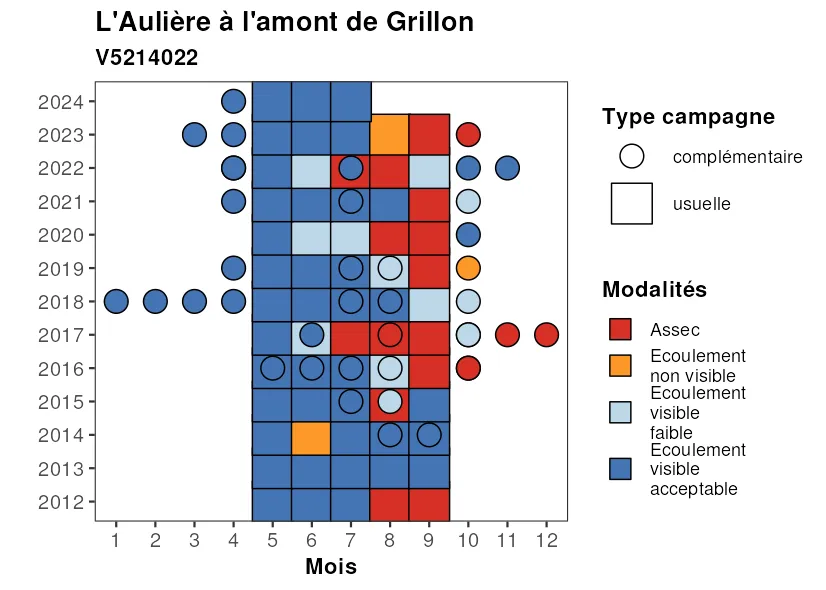 L'Aulière à l'amont de Grillon
V5214022
2024
2023
2022
2021
2020
2019
2018
2017
2016
2015
2014
2013
2012
1 2 3 4 5 6 7 8 9 10 11 12
Mois
Type campagne
complémentaire
usuelle
Modalités
Assec
Ecoulement
non visible
Ecoulement
visible
faible
Ecoulement
visible
acceptable